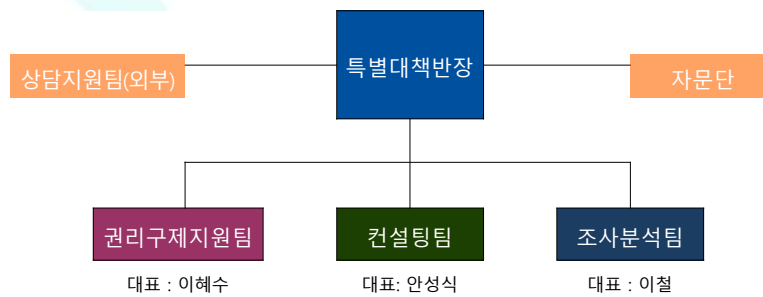 특별대책반장
상담지원팀(외부)
자문단
권리구제지원팀
컨설팅팀
조사분석팀
대표 : 이혜수
대표: 안성식
대표 : 이철